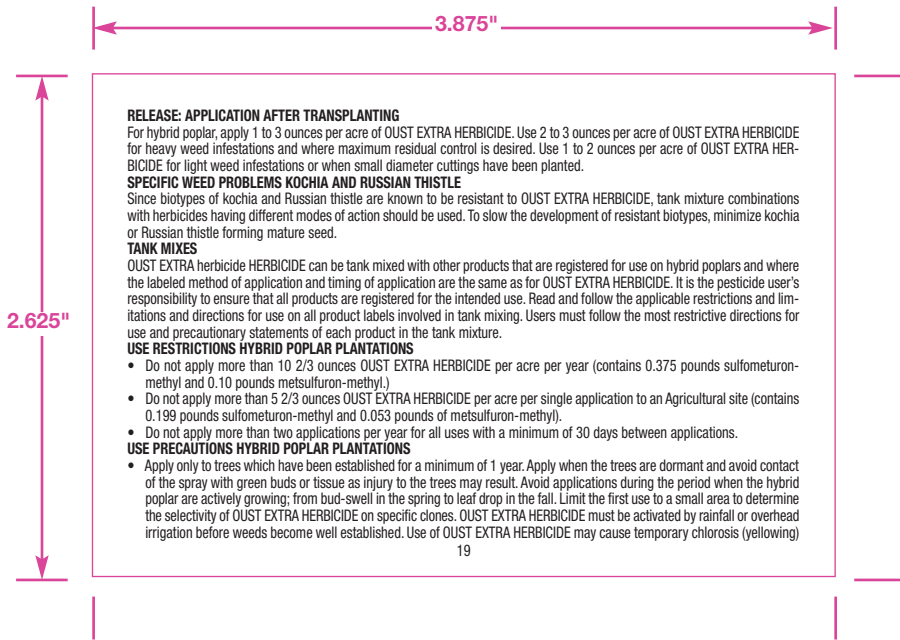 3.875"
2.625"
RELEASE: APPLICATION AFTER TRANSPLANTING
For hybrid poplar, apply 1 to 3 ounces per acre of OUST EXTRA HERBICIDE. Use 2 to 3 ounces per acre of OUST EXTRA HERBICIDE
for heavy weed infestations and where maximum residual control is desired. Use 1 to 2 ounces per acre of OUST EXTRA HER-
BICIDE for light weed infestations or when small diameter cuttings have been planted.
SPECIFIC WEED PROBLEMS KOCHIA AND RUSSIAN THISTLE
Since biotypes of kochia and Russian thistle are known to be resistant to OUST EXTRA HERBICIDE, tank mixture combinations
with herbicides having different modes of action should be used. To slow the development of resistant biotypes, minimize kochia
or Russian thistle forming mature seed.
TANK MIXES
OUST EXTRA herbicide HERBICIDE can be tank mixed with other products that are registered for use on hybrid poplars and where
the labeled method of application and timing of application are the same as for OUST EXTRA HERBICIDE. It is the pesticide user's
responsibility to ensure that all products are registered for the intended use. Read and follow the applicable restrictions and lim-
itations and directions for use on all product labels involved in tank mixing. Users must follow the most restrictive directions for
use and precautionary statements of each product in the tank mixture.
USE RESTRICTIONS HYBRID POPLAR PLANTATIONS
• Do not apply more than 10 2/3 ounces OUST EXTRA HERBICIDE per acre per year (contains 0.375 pounds sulfometuron-
methyl and 0.10 pounds metsulfuron-methyl.)
• Do not apply more than 5 2/3 ounces OUST EXTRA HERBICIDE per acre per single application to an Agricultural site (contains
0.199 pounds sulfometuron-methyl and 0.053 pounds of metsulfuron-methyl).
• Do not apply more than two applications per year for all uses with a minimum of 30 days between applications.
USE PRECAUTIONS HYBRID POPLAR PLANTATIONS
• Apply only to trees which have been established for a minimum of 1 year. Apply when the trees are dormant and avoid contact
of the spray with green buds or tissue as injury to the trees may result. Avoid applications during the period when the hybrid
poplar are actively growing; from bud-swell in the spring to leaf drop in the fall. Limit the first use to a small area to determine
the selectivity of OUST EXTRA HERBICIDE on specific clones. OUST EXTRA HERBICIDE must be activated by rainfall or overhead
irrigation before weeds become well established. Use of OUST EXTRA HERBICIDE may cause temporary chlorosis (yellowing)
19